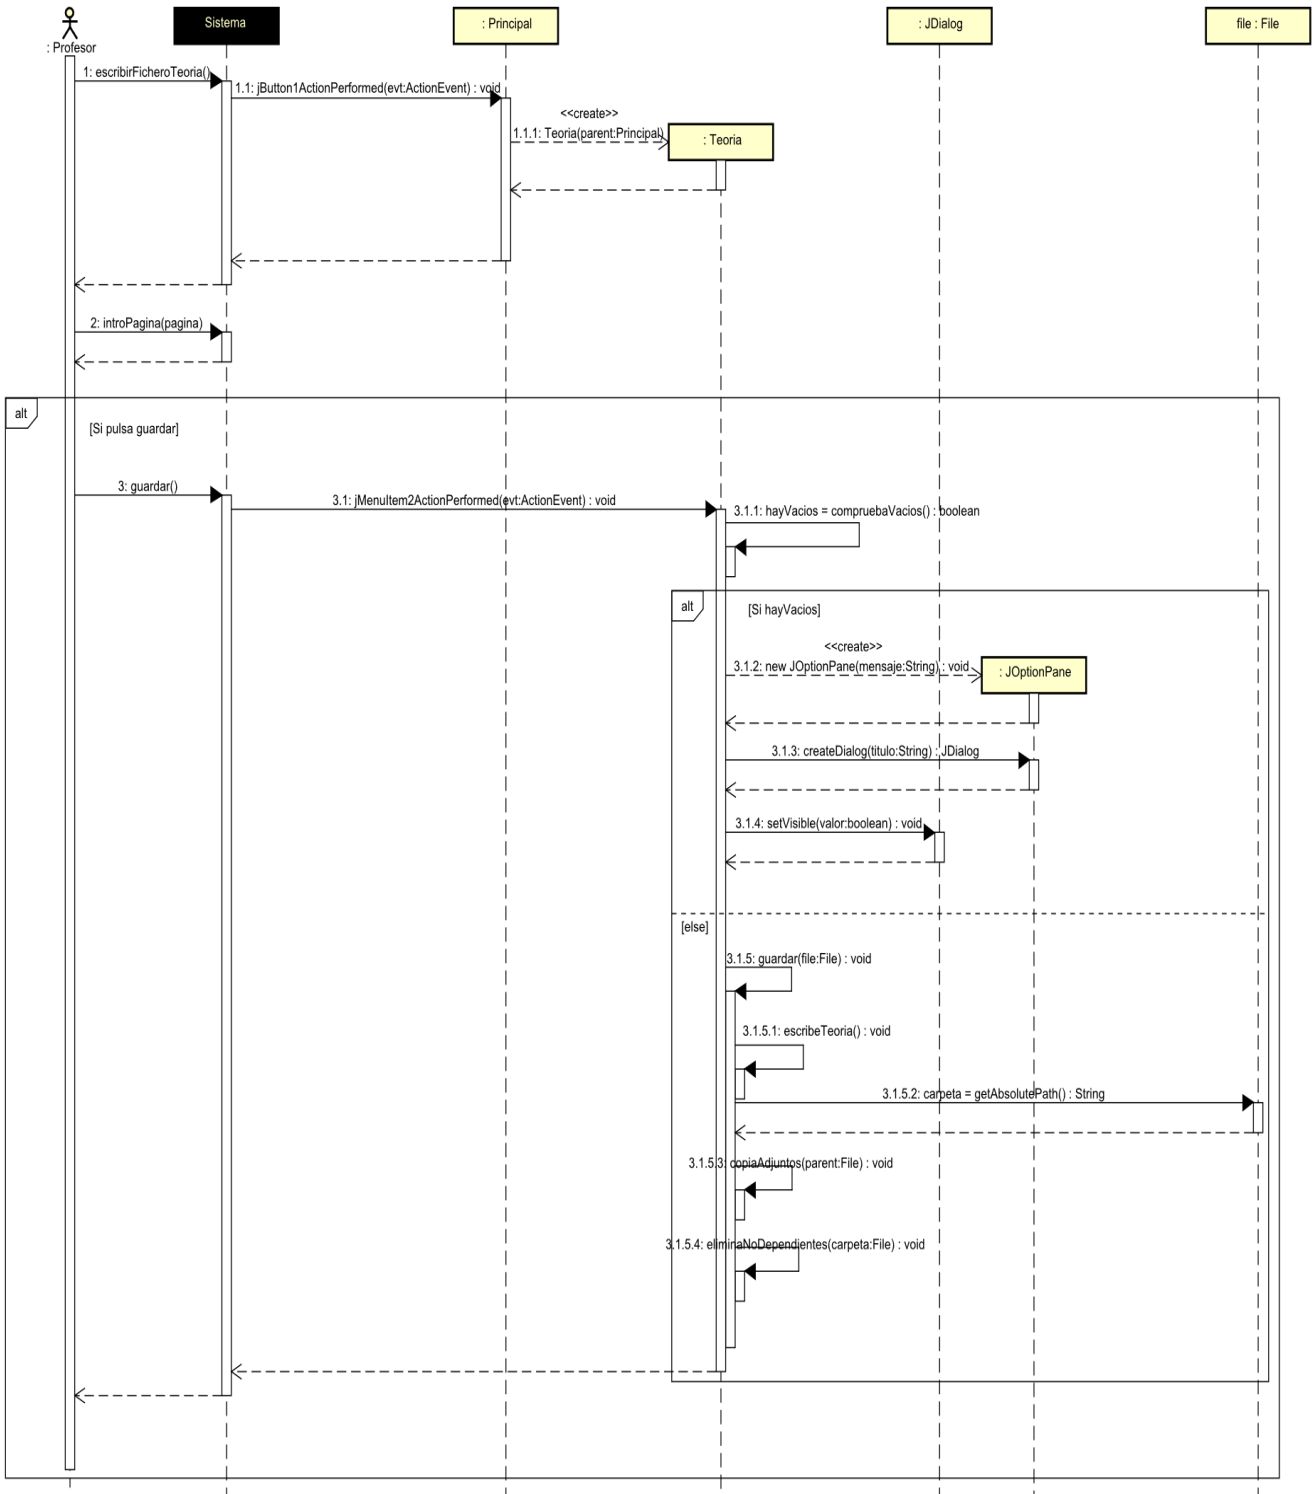 Sistema
: Principal
: JDialog
file : File
: Profesor
1: escribirFicheroTeoria()
1.1: jButton1ActionPerformed(evt:ActionEvent) : void
<<create>>
1.1.1: Teoria(parent:Principal)
: Teoria
2: introPagina(pagina)
alt
[Si pulsa guardar]
3: guardar()
3.1: jMenuItem2ActionPerformed(evt:ActionEvent) : void
3.1.1: hayVacios = compruebaVacios() : boolean
alt
[Si hayVacios]
<<create>>
3.1.2: new JOptionPane(mensaje:String) : void
: JOptionPane
3.1.3: createDialog(titulo:String) : JDialog
3.1.4: setVisible(valor:boolean) : void
[else]
3.1.5: guardar(file:File) : void
3.1.5.1: escribeTeoria() : void
3.1.5.2: carpeta = getAbsolutePath() : String
3.1.5.3: copiaAdjuntos(parent:File) : void
3.1.5.4: eliminaNoDependientes(carpeta:File) : void